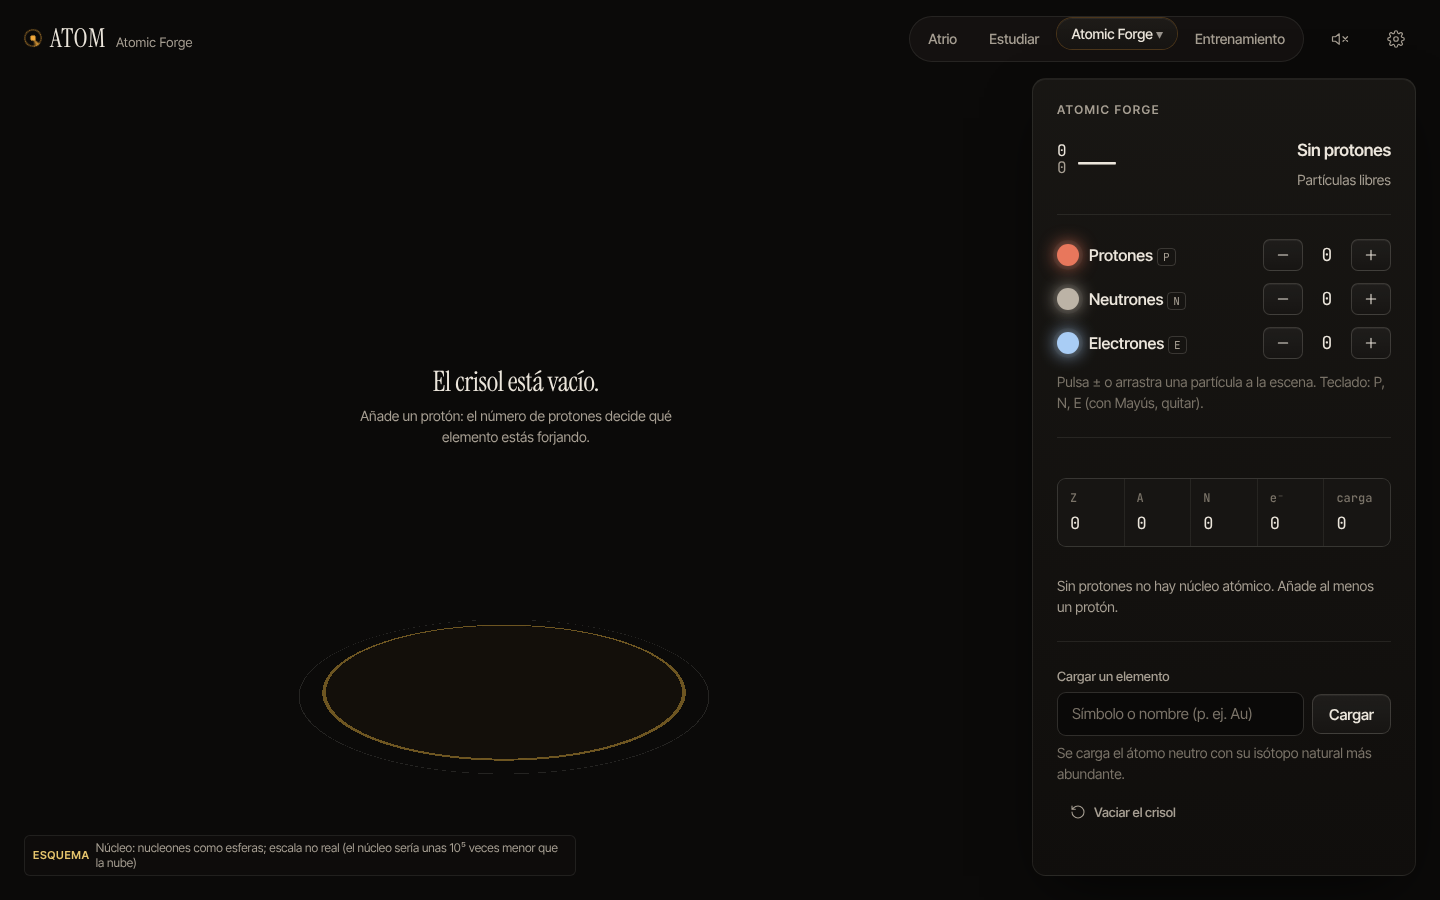 ATOM Atomic Forge
Atrio Estudiar Atomic Forge ▾ Entrenamiento
ATOMIC FORGE
0
0 —
Sin protones
Partículas libres
Protones P − 0 +
Neutrones N − 0 +
Electrones E − 0 +
Pulsa ± o arrastra una partícula a la escena. Teclado: P,
N, E (con Mayús, quitar).
Z A N e⁻ carga
0 0 0 0 0
Sin protones no hay núcleo atómico. Añade al menos
un protón.
Cargar un elemento
Símbolo o nombre (p. ej. Au) Cargar
Se carga el átomo neutro con su isótopo natural más
abundante.
Vaciar el crisol
El crisol está vacío.
Añade un protón: el número de protones decide qué
elemento estás forjando.
ESQUEMA Núcleo: nucleones como esferas; escala no real (el núcleo sería unas 10⁵ veces menor que
la nube)